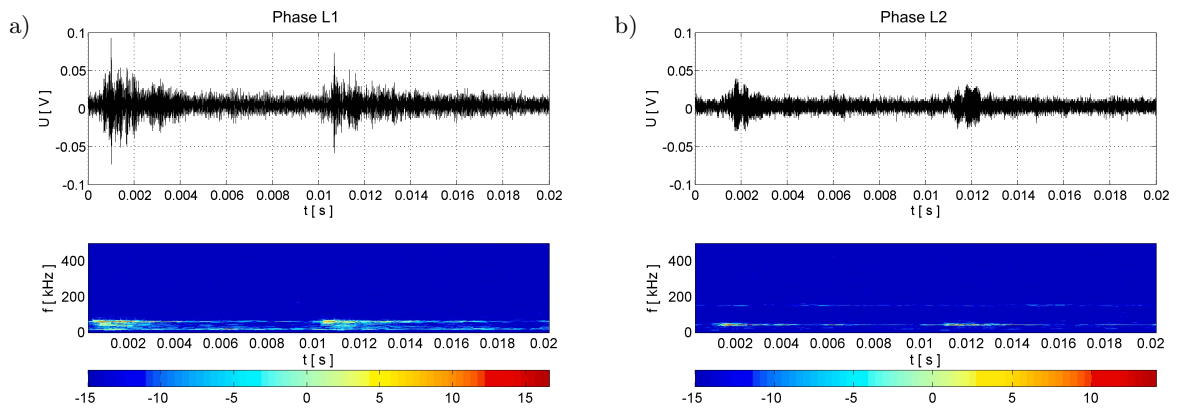 a)
Phase L1
0.1
0.05
0
-0.05
-0.1
U [ V ]
0 0.002 0.004 0.006 0.008 0.01 0.012 0.014 0.016 0.018 0.02
t [ s ]
400
200
0
f [ kHz ]
0.002 0.004 0.006 0.008 0.01 0.012 0.014 0.016 0.018 0.02
t [ s ]
-15 -10 -5 0 5 10 15
b)
Phase L2
0.1
0.05
0
-0.05
-0.1
U [ V ]
0 0.002 0.004 0.006 0.008 0.01 0.012 0.014 0.016 0.018 0.02
t [ s ]
400
200
0
f [ kHz ]
0.002 0.004 0.006 0.008 0.01 0.012 0.014 0.016 0.018 0.02
t [ s ]
-15 -10 -5 0 5 10